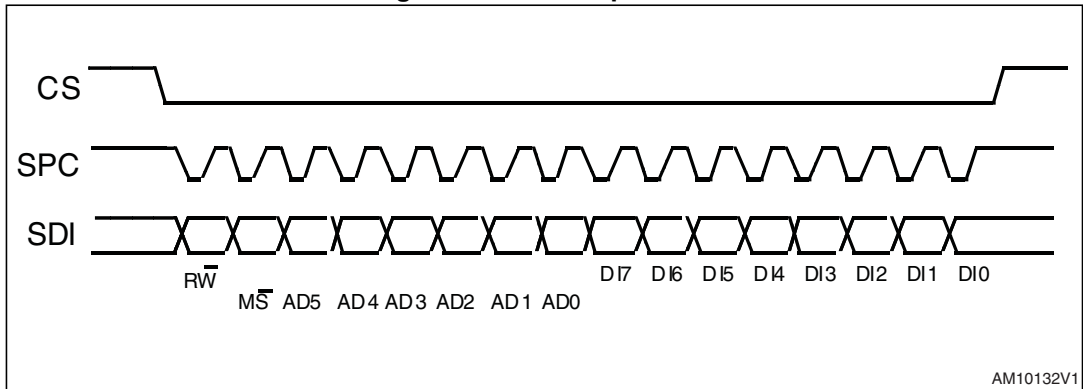 CS
SPC
SDI
RW̅ DI7 DI6 DI5 DI4 DI3 DI2 DI1 DI0
MS̅ AD5 AD4 AD3 AD2 AD1 AD0
AM10132V1